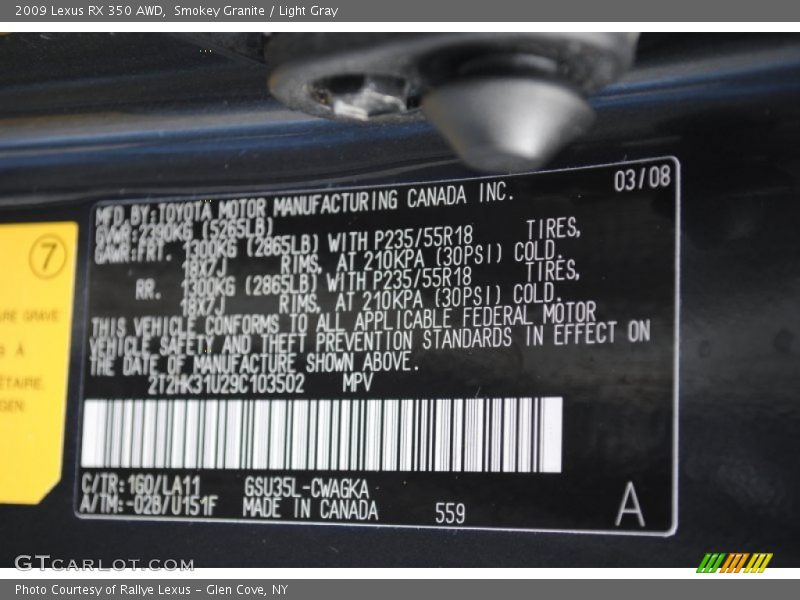 2009 Lexus RX 350 AWD, Smokey Granite / Light Gray
03/08
MFD. BY: TOYOTA MOTOR MANUFACTURING CANADA INC.
GVWR: 2390KG (5265LB)
GAWR: FRT. 1300KG (2865LB) WITH P235/55R18 TIRES,
18X7J RIMS, AT 210KPA (30PSI) COLD.
RR. 1300KG (2865LB) WITH P235/55R18 TIRES,
18X7J RIMS, AT 210KPA (30PSI) COLD.
THIS VEHICLE CONFORMS TO ALL APPLICABLE FEDERAL MOTOR
VEHICLE SAFETY AND THEFT PREVENTION STANDARDS IN EFFECT ON
THE DATE OF MANUFACTURE SHOWN ABOVE.
2T2HK31U29C103502 MPV
C/TR: 1G0/LA11 GSU35L-CWAGKA
A/TM: -02B/U151F MADE IN CANADA 559 A
7
GRAVE
À
GTCARLOT.COM
Photo Courtesy of Rallye Lexus - Glen Cove, NY